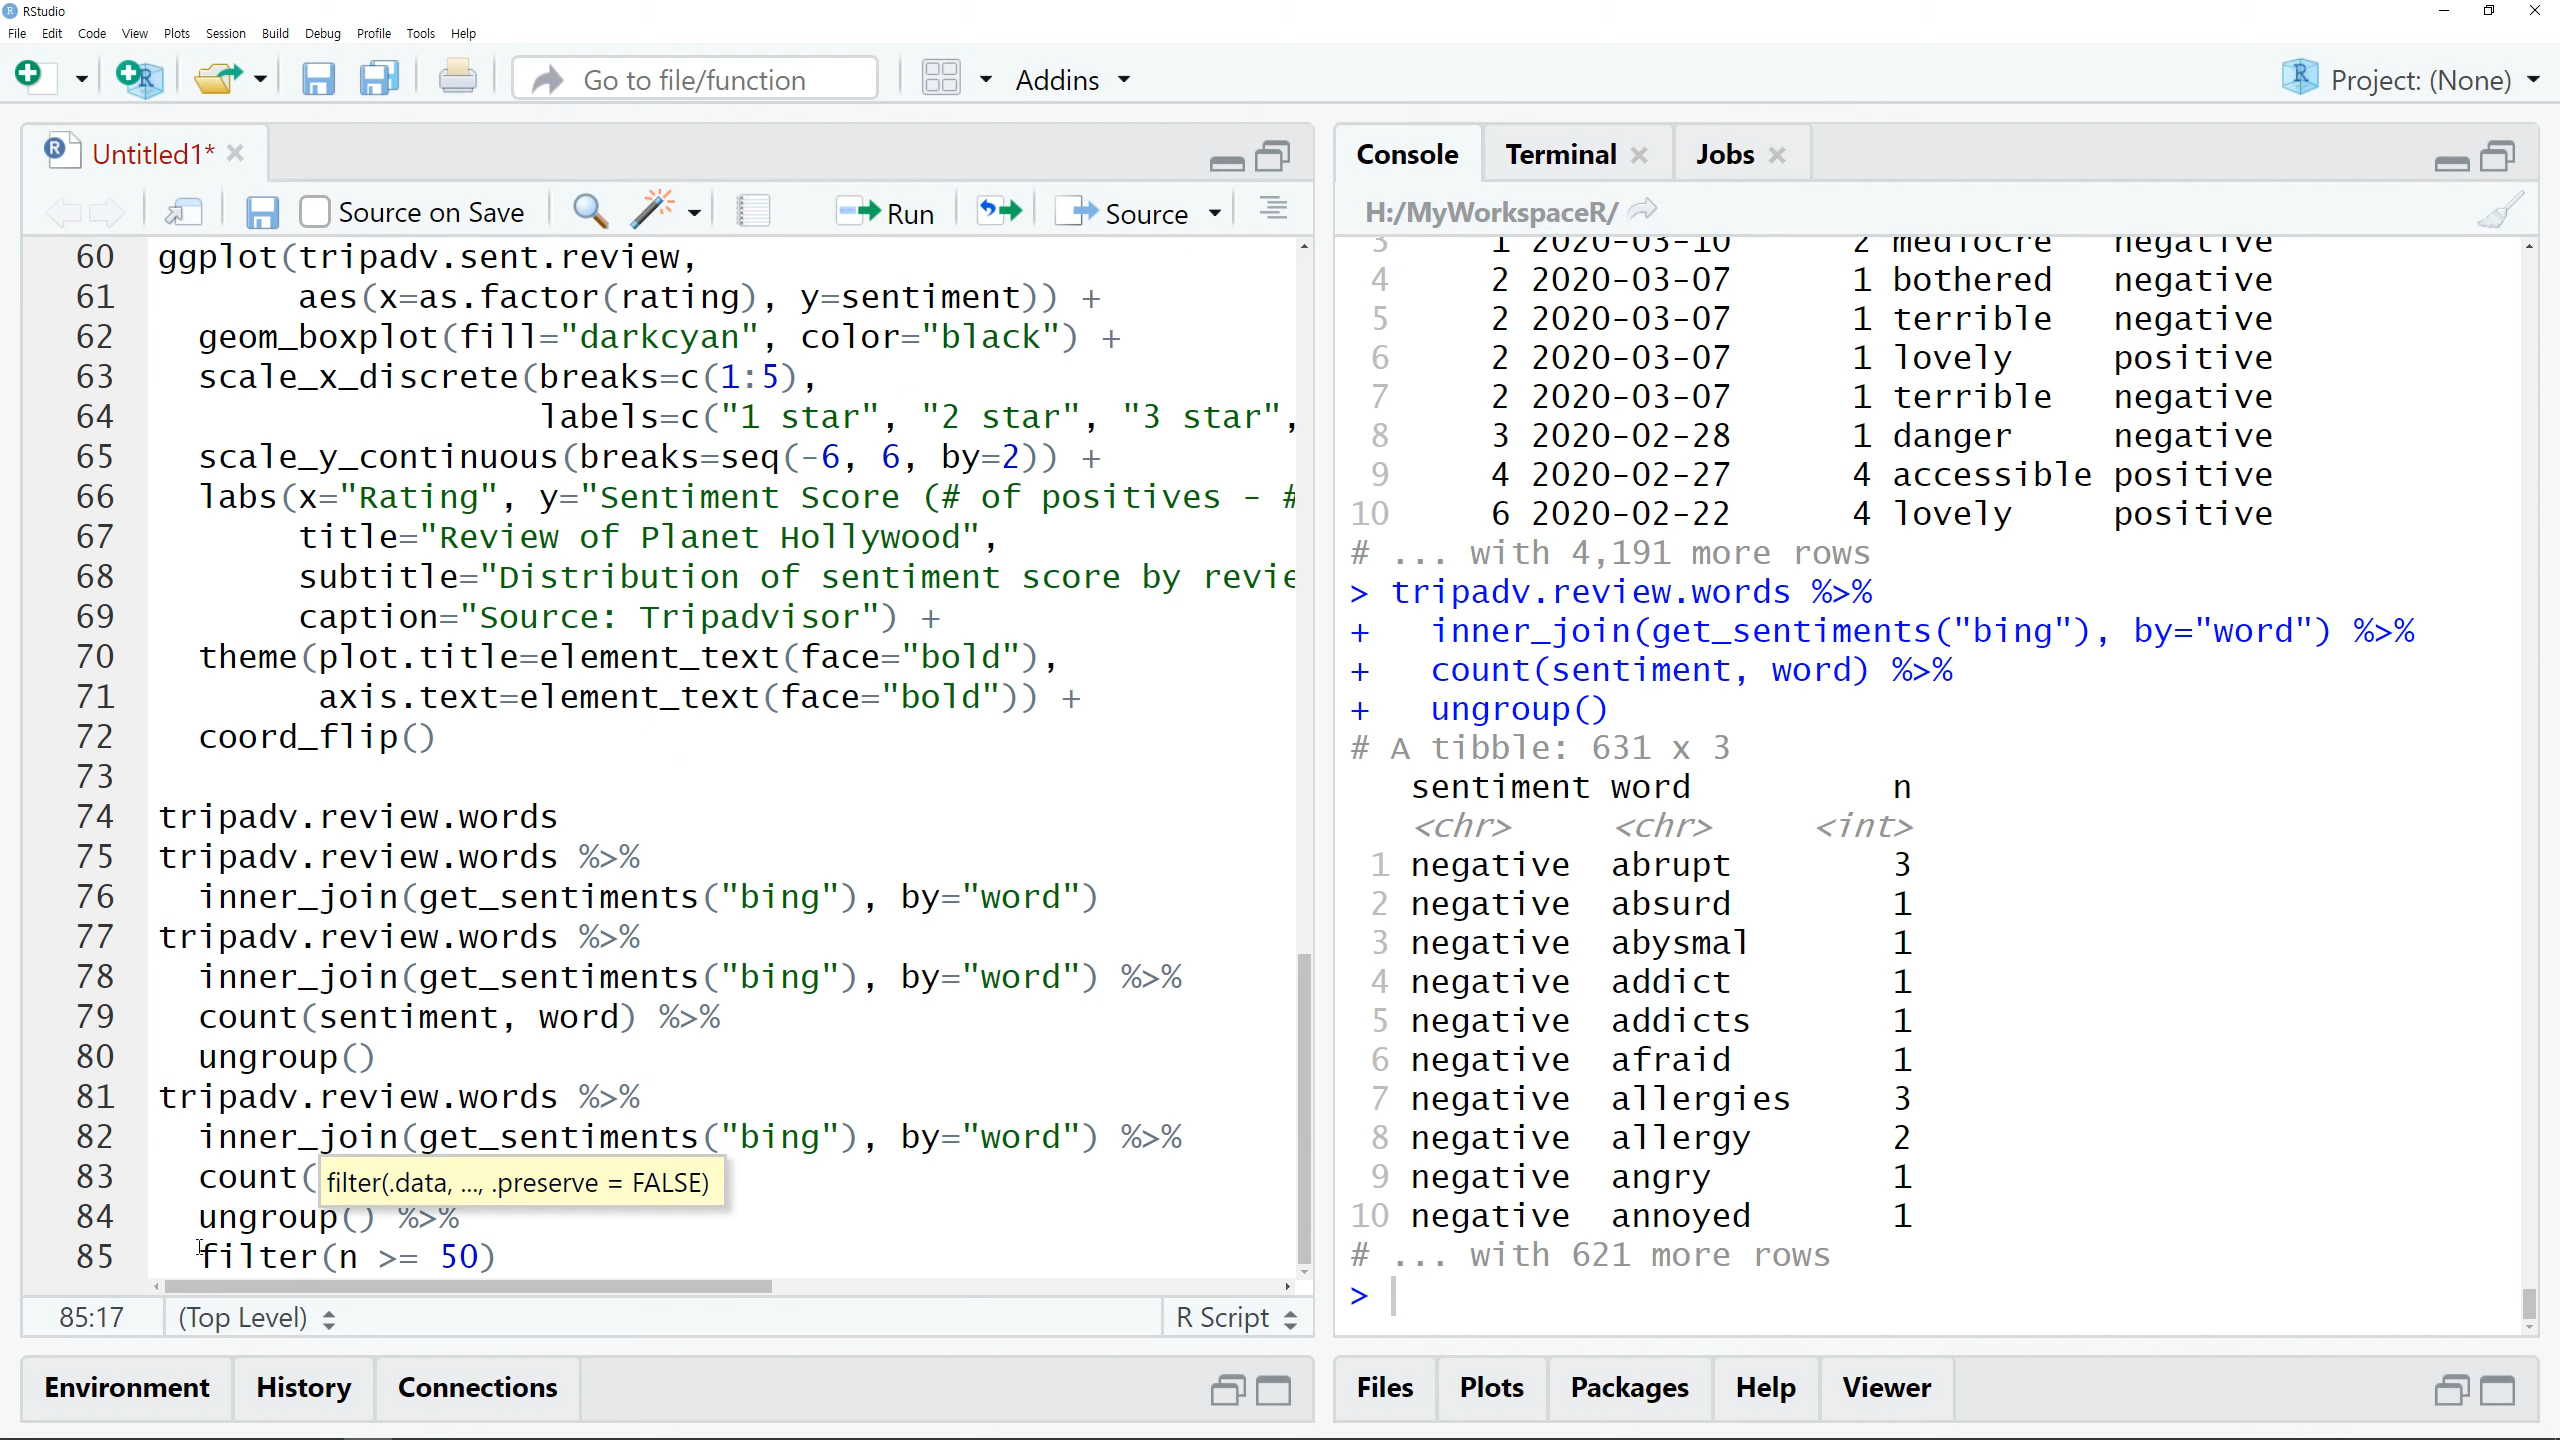 RStudio
File Edit Code View Plots Session Build Debug Profile Tools Help
Go to file/function Addins Project: (None)
Untitled1*
Source on Save Run Source
60 ggplot(tripadv.sent.review,
61 aes(x=as.factor(rating), y=sentiment)) +
62 geom_boxplot(fill="darkcyan", color="black") +
63 scale_x_discrete(breaks=c(1:5),
64 labels=c("1 star", "2 star", "3 star",
65 scale_y_continuous(breaks=seq(-6, 6, by=2)) +
66 labs(x="Rating", y="Sentiment Score (# of positives - #
67 title="Review of Planet Hollywood",
68 subtitle="Distribution of sentiment score by revie
69 caption="Source: Tripadvisor") +
70 theme(plot.title=element_text(face="bold"),
71 axis.text=element_text(face="bold")) +
72 coord_flip()
73
74 tripadv.review.words
75 tripadv.review.words %>%
76 inner_join(get_sentiments("bing"), by="word")
77 tripadv.review.words %>%
78 inner_join(get_sentiments("bing"), by="word") %>%
79 count(sentiment, word) %>%
80 ungroup()
81 tripadv.review.words %>%
82 inner_join(get_sentiments("bing"), by="word") %>%
83 count(
filter(.data, ..., .preserve = FALSE)
84 ungroup() %>%
85 filter(n >= 50)
85:17 (Top Level) R Script
Environment History Connections
Console Terminal Jobs
H:/MyWorkspaceR/
3 1 2020-03-10 2 mediocre negative
4 2 2020-03-07 1 bothered negative
5 2 2020-03-07 1 terrible negative
6 2 2020-03-07 1 lovely positive
7 2 2020-03-07 1 terrible negative
8 3 2020-02-28 1 danger negative
9 4 2020-02-27 4 accessible positive
10 6 2020-02-22 4 lovely positive
# ... with 4,191 more rows
> tripadv.review.words %>%
+ inner_join(get_sentiments("bing"), by="word") %>%
+ count(sentiment, word) %>%
+ ungroup()
# A tibble: 631 x 3
sentiment word n
<chr> <chr> <int>
1 negative abrupt 3
2 negative absurd 1
3 negative abysmal 1
4 negative addict 1
5 negative addicts 1
6 negative afraid 1
7 negative allergies 3
8 negative allergy 2
9 negative angry 1
10 negative annoyed 1
# ... with 621 more rows
>
Files Plots Packages Help Viewer